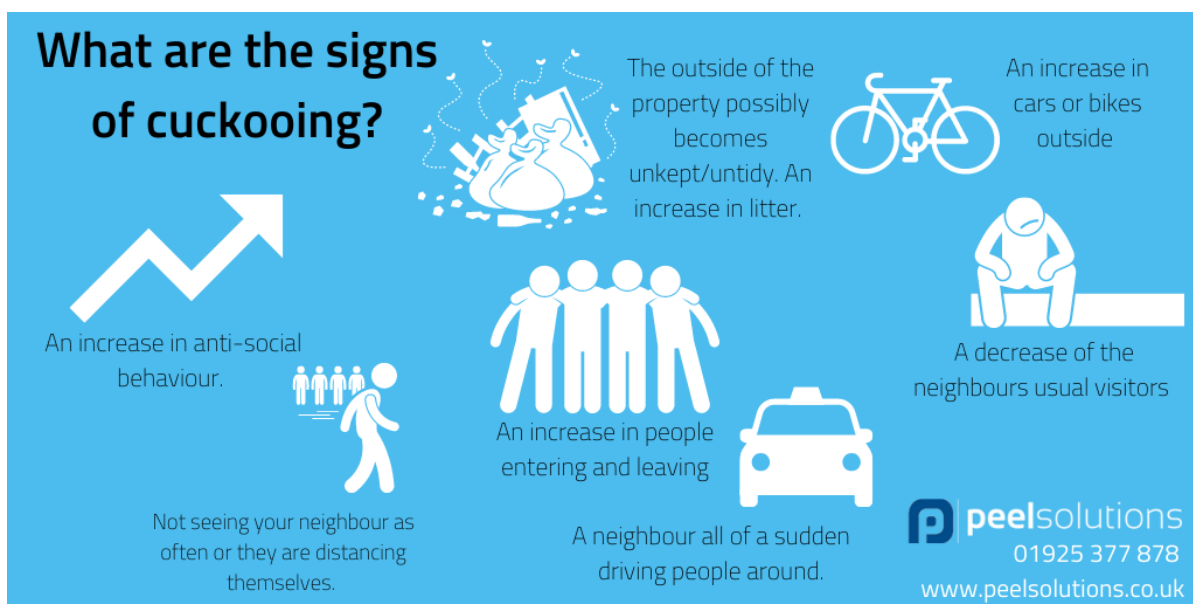 What are the signs
of cuckooing?
The outside of the
property possibly
becomes
unkept/untidy. An
increase in litter.
An increase in
cars or bikes
outside
An increase in anti-social
behaviour.
A decrease of the
neighbours usual visitors
An increase in people
entering and leaving
Not seeing your neighbour as
often or they are distancing
themselves.
A neighbour all of a sudden
driving people around.
peelsolutions
01925 377 878
www.peelsolutions.co.uk